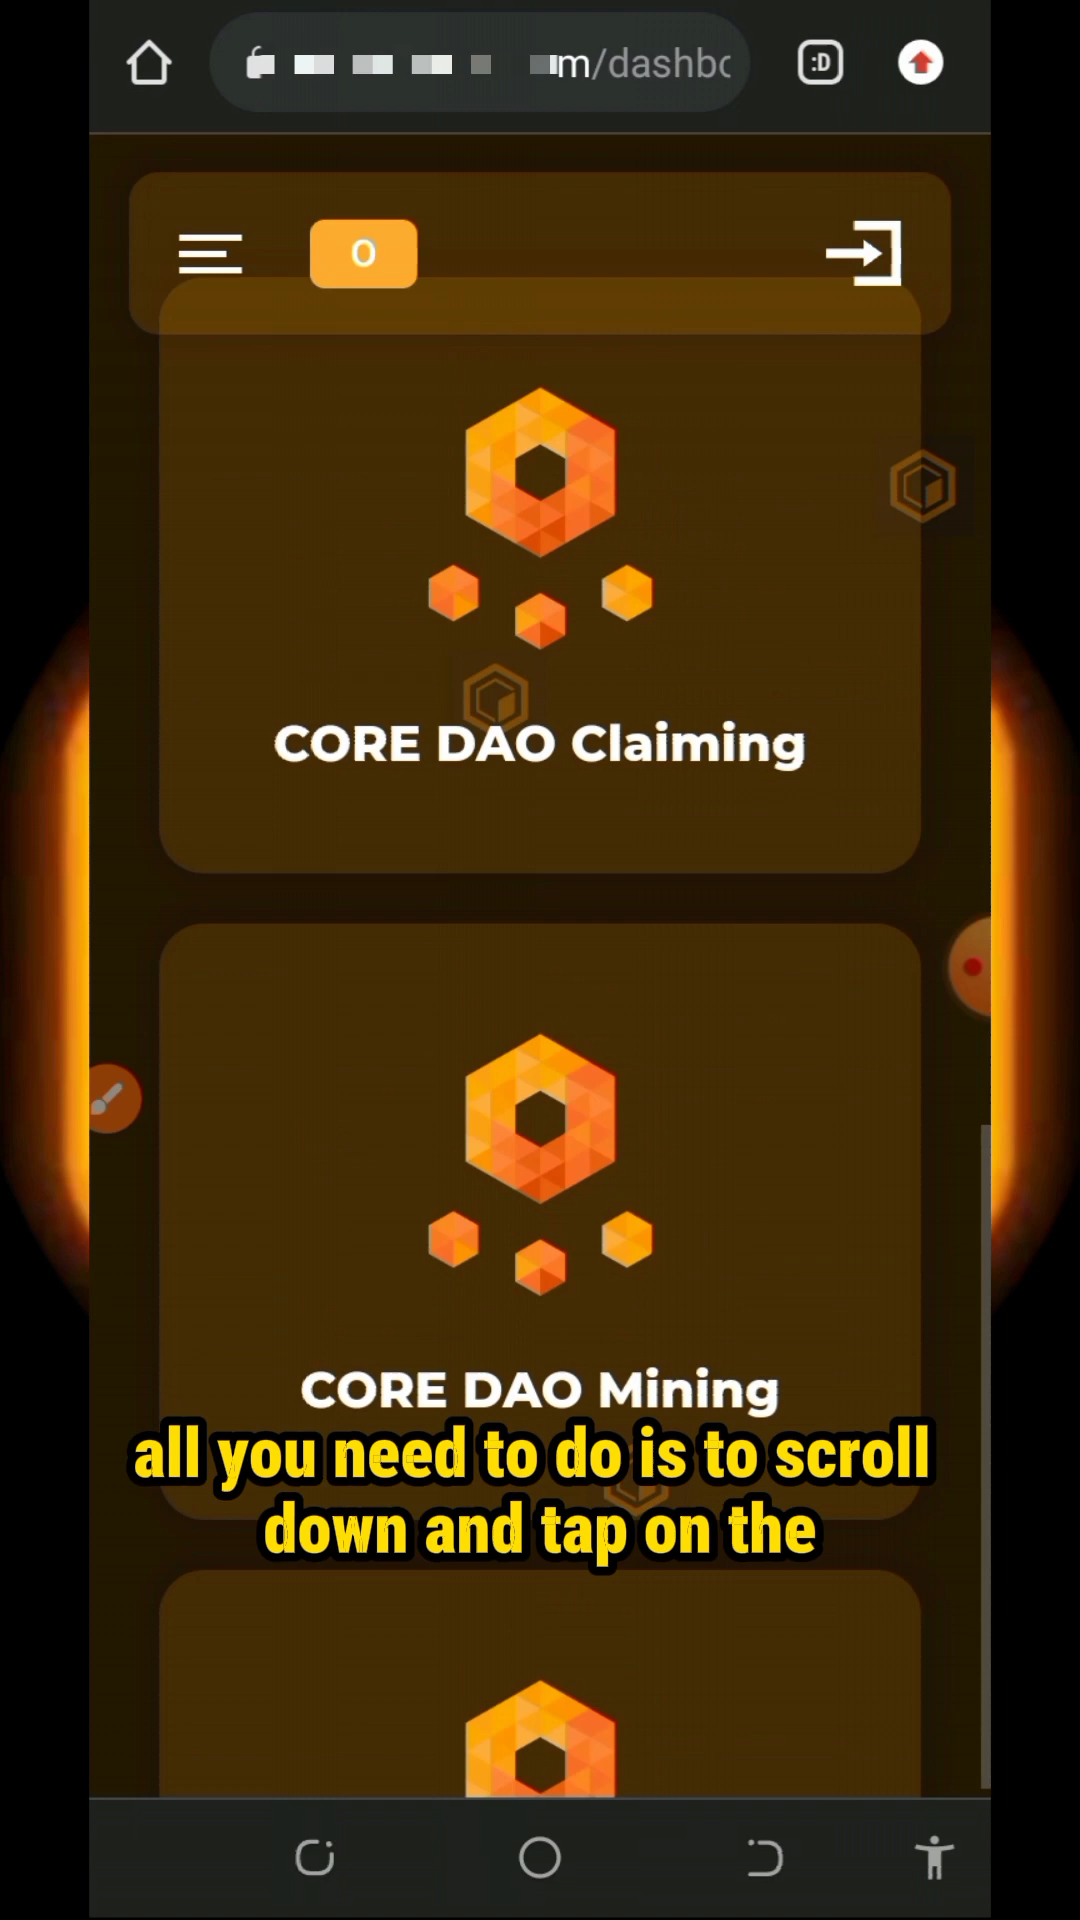 m/dashbc
:D
0
CORE DAO Claiming
CORE DAO Mining
all you need to do is to scroll
down and tap on the